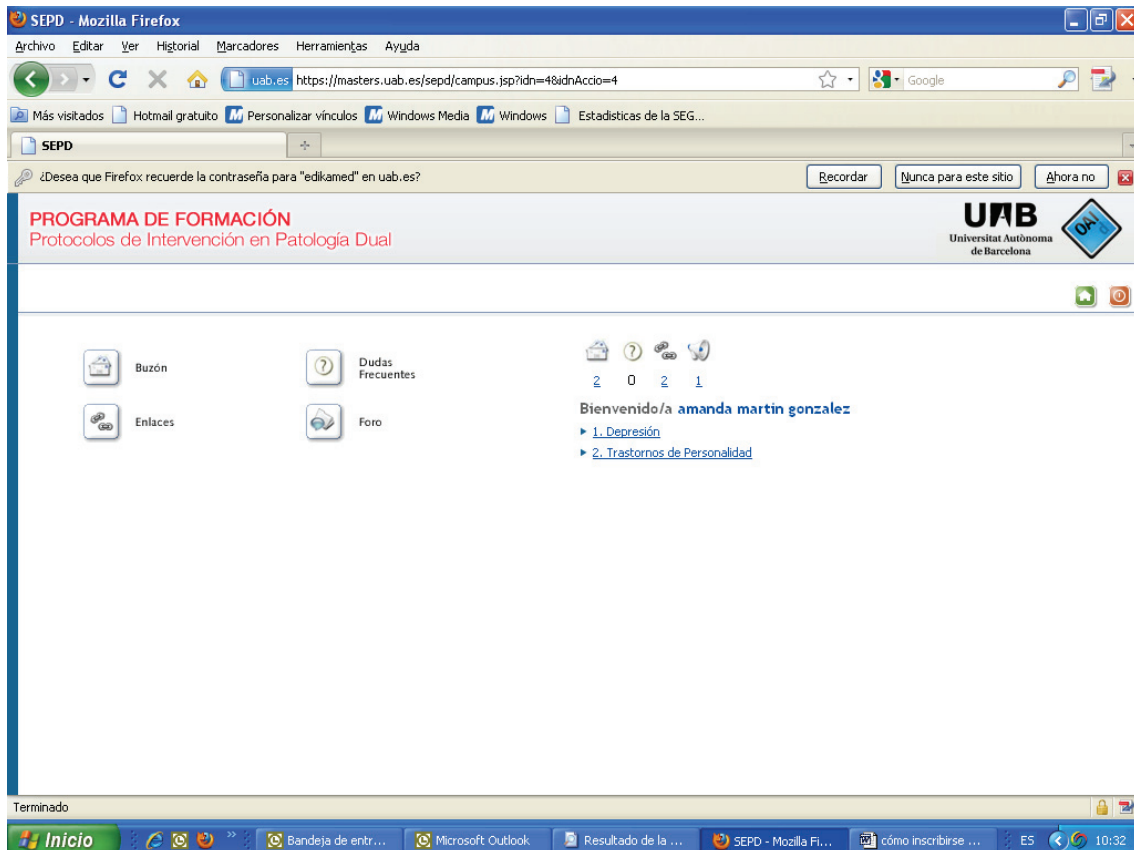 SEPD - Mozilla Firefox
Archivo Editar Ver Historial Marcadores Herramientas Ayuda
uab.es https://masters.uab.es/sepd/campus.jsp?idn=4&idnAccio=4
Google
Más visitados Hotmail gratuito Personalizar vínculos Windows Media Windows Estadisticas de la SEG...
SEPD
¿Desea que Firefox recuerde la contraseña para "edikamed" en uab.es? Recordar Nunca para este sitio Ahora no
PROGRAMA DE FORMACIÓN
Protocolos de Intervención en Patología Dual
UAB
Universitat Autònoma
de Barcelona
OAId
Buzón
Dudas
Frecuentes
Enlaces
Foro
2 0 2 1
Bienvenido/a amanda martin gonzalez
1. Depresión
2. Trastornos de Personalidad
Terminado
Inicio Bandeja de entr... Microsoft Outlook Resultado de la ... SEPD - Mozilla Fi... cómo inscribirse ... ES 10:32